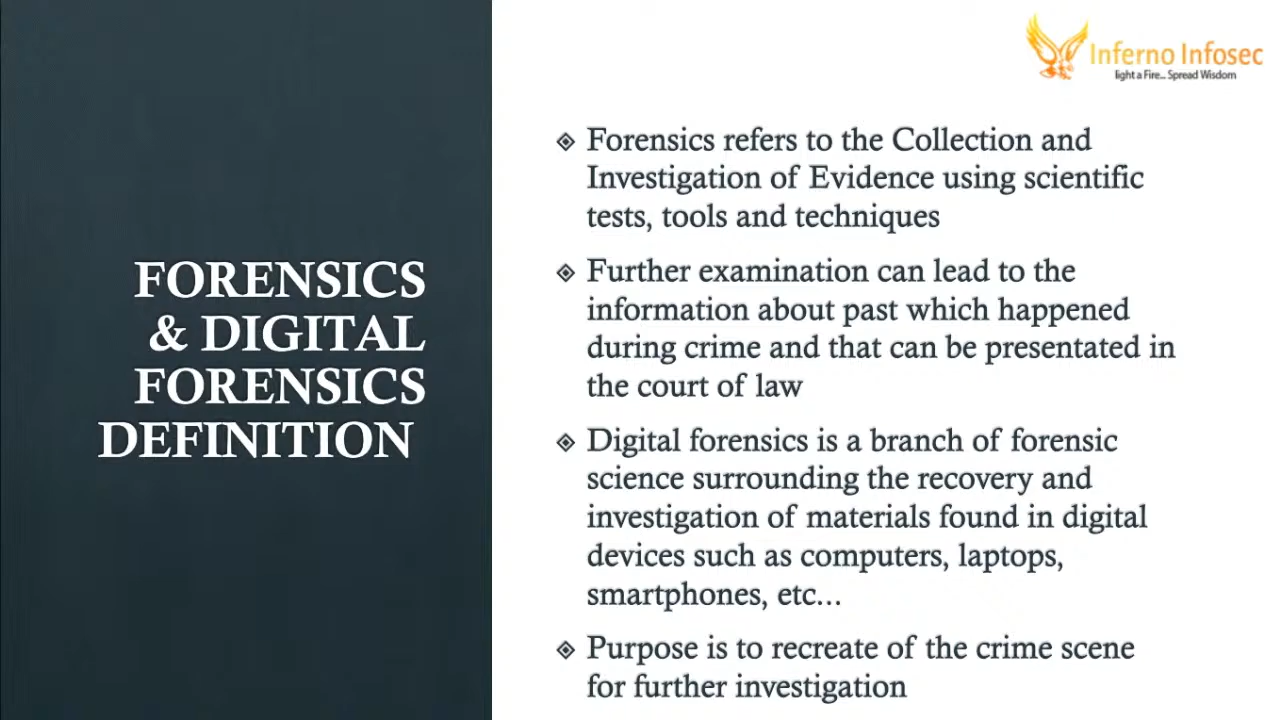 Inferno Infosec
light a Fire... Spread Wisdom
FORENSICS
& DIGITAL
FORENSICS
DEFINITION
Forensics refers to the Collection and
Investigation of Evidence using scientific
tests, tools and techniques
Further examination can lead to the
information about past which happened
during crime and that can be presentated in
the court of law
Digital forensics is a branch of forensic
science surrounding the recovery and
investigation of materials found in digital
devices such as computers, laptops,
smartphones, etc...
Purpose is to recreate of the crime scene
for further investigation